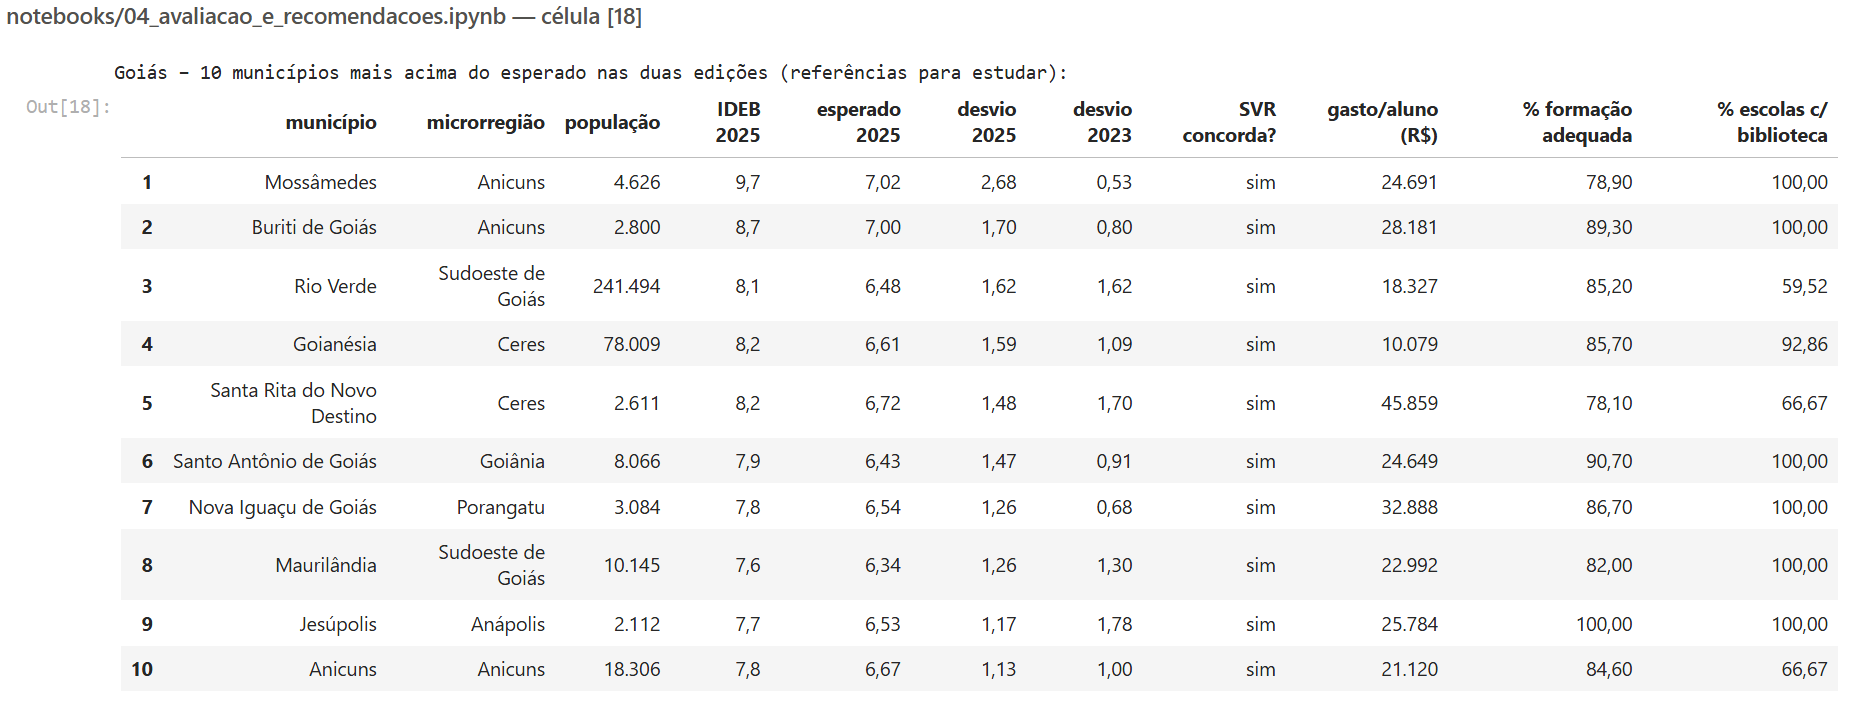 notebooks/04_avaliacao_e_recomendacoes.ipynb — célula [18]
Goiás – 10 municípios mais acima do esperado nas duas edições (referências para estudar):
Out[18]:
município microrregião população IDEB 2025 esperado 2025 desvio 2025 desvio 2023 SVR concorda? gasto/aluno (R$) % formação adequada % escolas c/ biblioteca
1 Mossâmedes Anicuns 4.626 9,7 7,02 2,68 0,53 sim 24.691 78,90 100,00
2 Buriti de Goiás Anicuns 2.800 8,7 7,00 1,70 0,80 sim 28.181 89,30 100,00
3 Rio Verde Sudoeste de Goiás 241.494 8,1 6,48 1,62 1,62 sim 18.327 85,20 59,52
4 Goianésia Ceres 78.009 8,2 6,61 1,59 1,09 sim 10.079 85,70 92,86
5 Santa Rita do Novo Destino Ceres 2.611 8,2 6,72 1,48 1,70 sim 45.859 78,10 66,67
6 Santo Antônio de Goiás Goiânia 8.066 7,9 6,43 1,47 0,91 sim 24.649 90,70 100,00
7 Nova Iguaçu de Goiás Porangatu 3.084 7,8 6,54 1,26 0,68 sim 32.888 86,70 100,00
8 Maurilândia Sudoeste de Goiás 10.145 7,6 6,34 1,26 1,30 sim 22.992 82,00 100,00
9 Jesúpolis Anápolis 2.112 7,7 6,53 1,17 1,78 sim 25.784 100,00 100,00
10 Anicuns Anicuns 18.306 7,8 6,67 1,13 1,00 sim 21.120 84,60 66,67